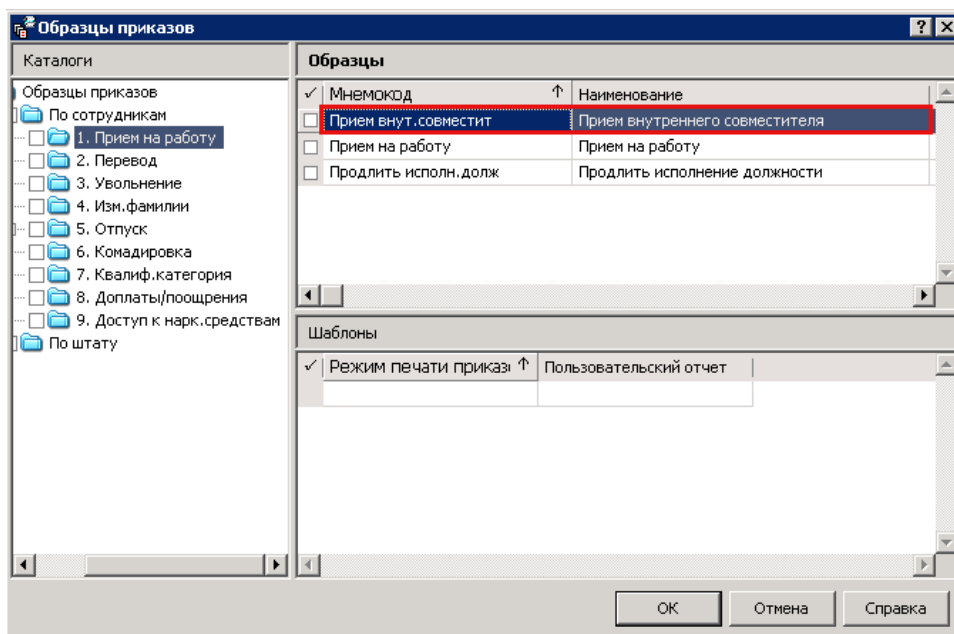 Образцы приказов
Каталоги
Образцы приказов
По сотрудникам
1. Прием на работу
2. Перевод
3. Увольнение
4. Изм.фамилии
5. Отпуск
6. Комадировка
7. Квалиф.категория
8. Доплаты/поощрения
9. Доступ к нарк.средствам
По штату
Образцы
Мнемокод Наименование
Прием внут.совместит Прием внутреннего совместителя
Прием на работу Прием на работу
Продлить исполн.долж Продлить исполнение должности
Шаблоны
Режим печати приказ Пользовательский отчет
ОК Отмена Справка